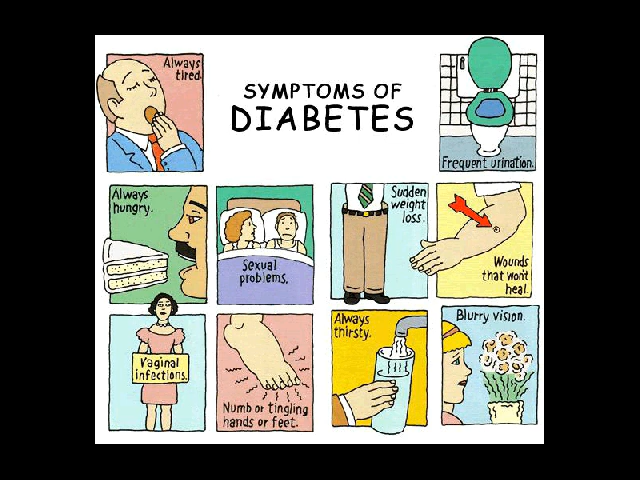 SYMPTOMS OF
DIABETES
Always
tired.
Frequent urination.
Always
hungry.
Sexual
problems.
Sudden
weight
loss.
Wounds
that won't
heal.
Vaginal
infections.
Numb or tingling
hands or feet.
Always
thirsty.
Blurry vision.